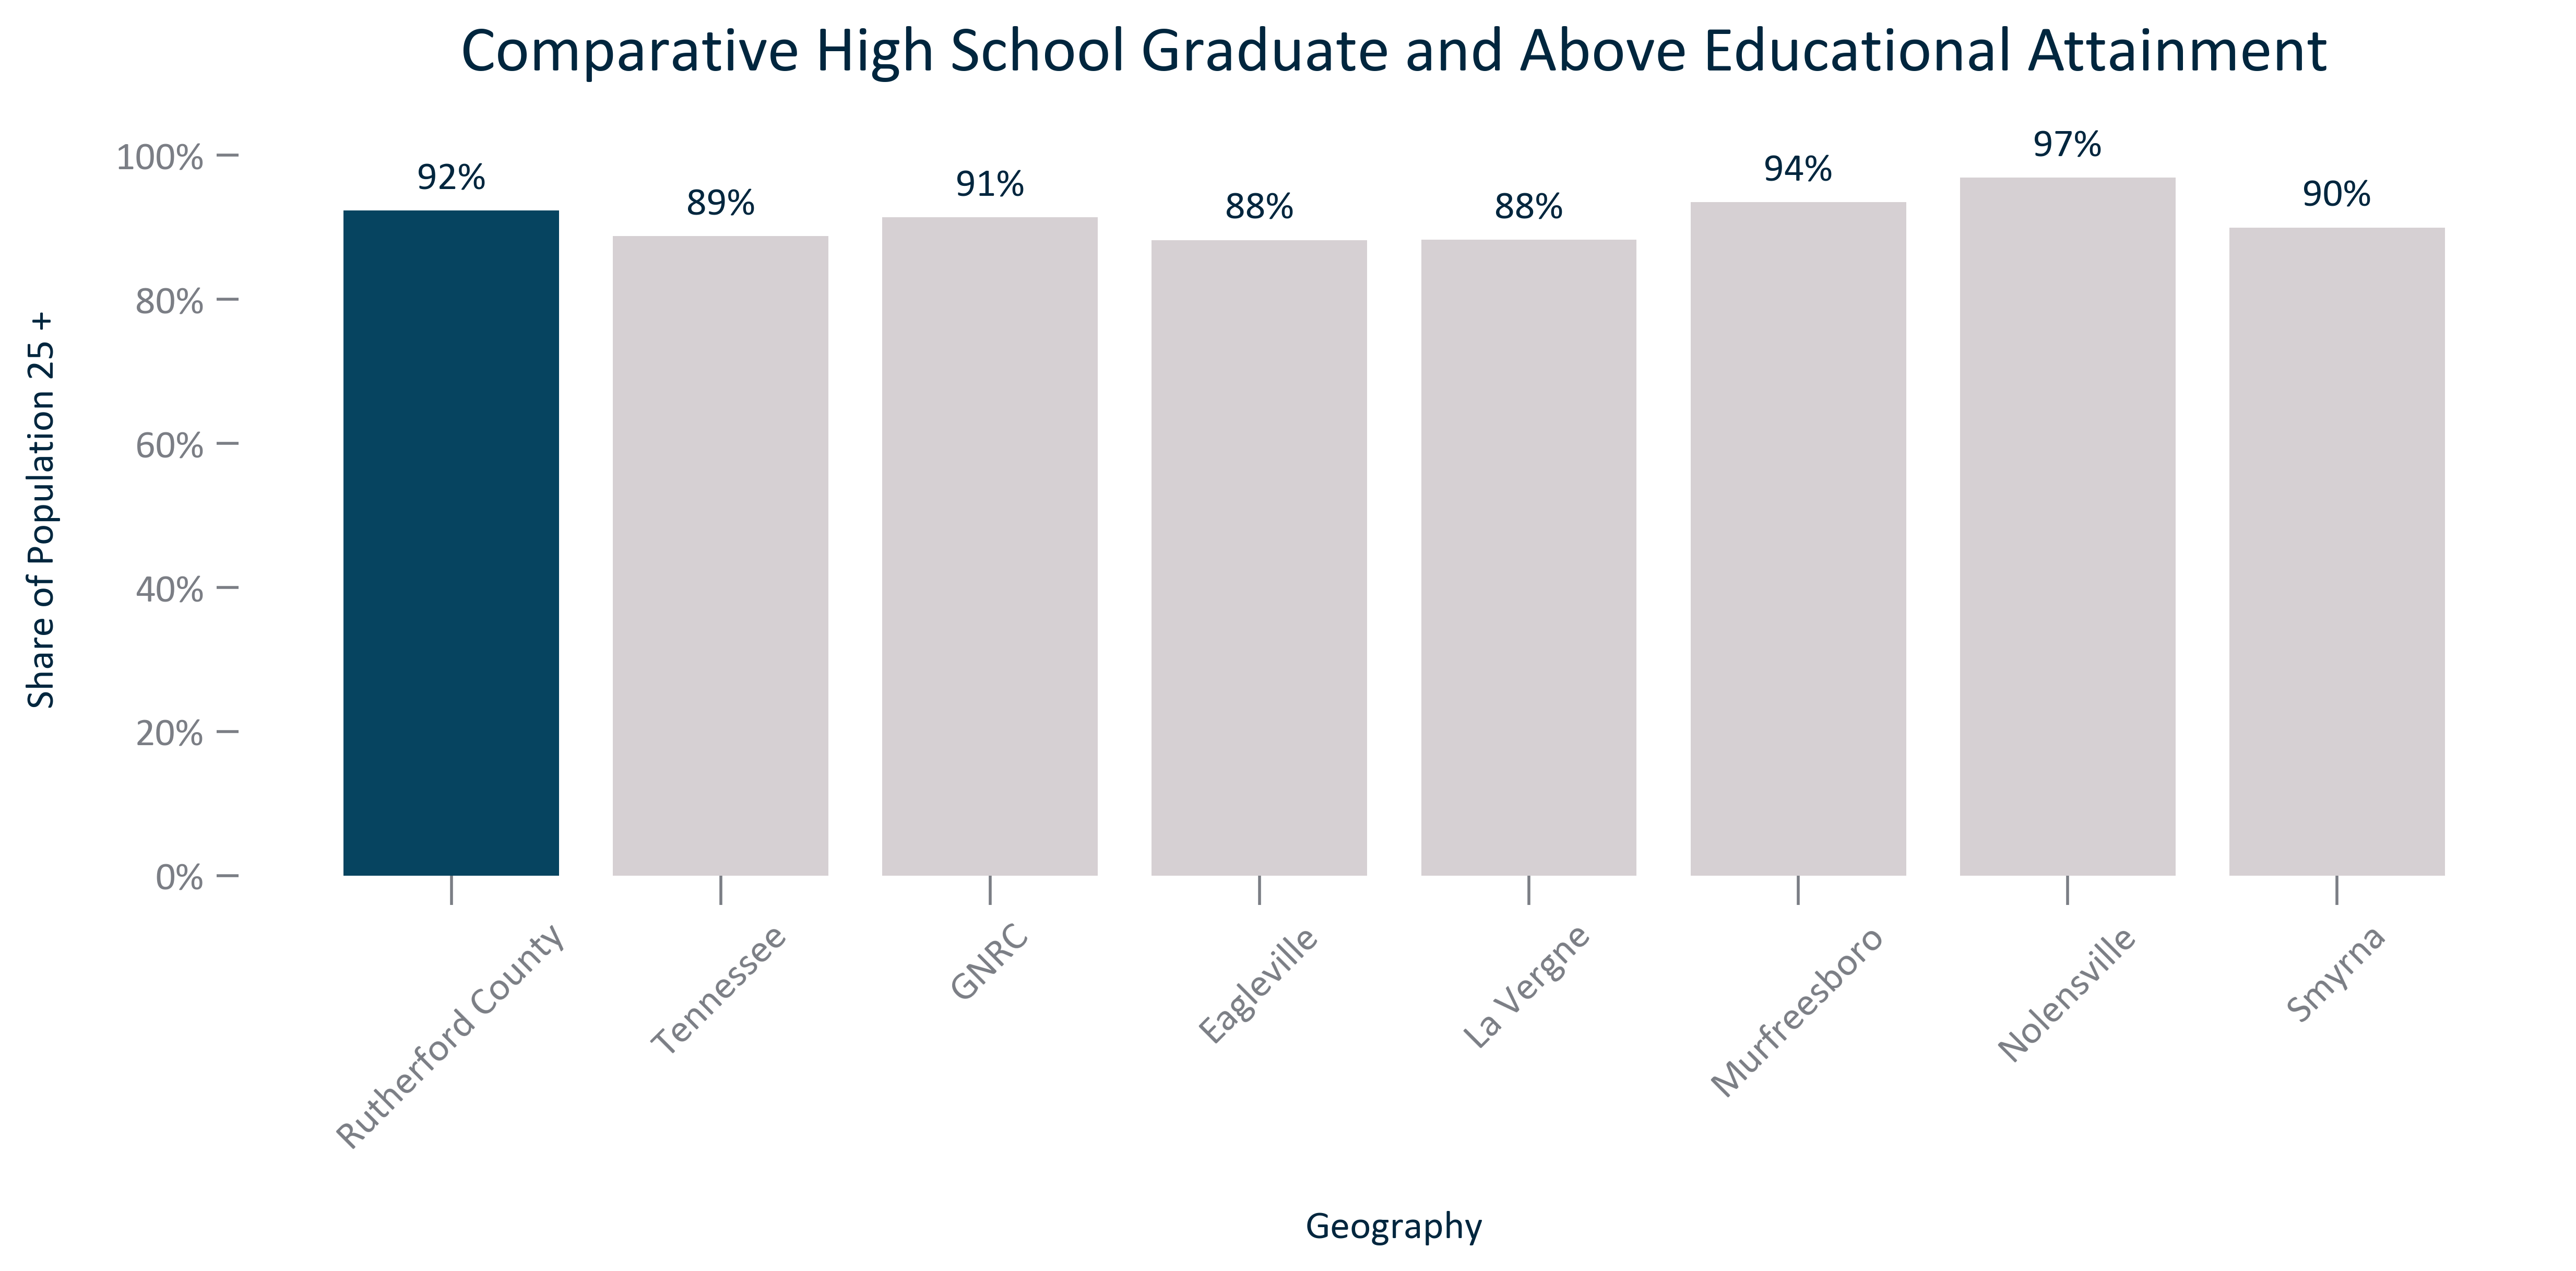 Comparative High School Graduate and Above Educational Attainment
Share of Population 25 +
100%
80%
60%
40%
20%
0%
92%
89%
91%
88%
88%
94%
97%
90%
Rutherford County
Tennessee
GNRC
Eagleville
La Vergne
Murfreesboro
Nolensville
Smyrna
Geography